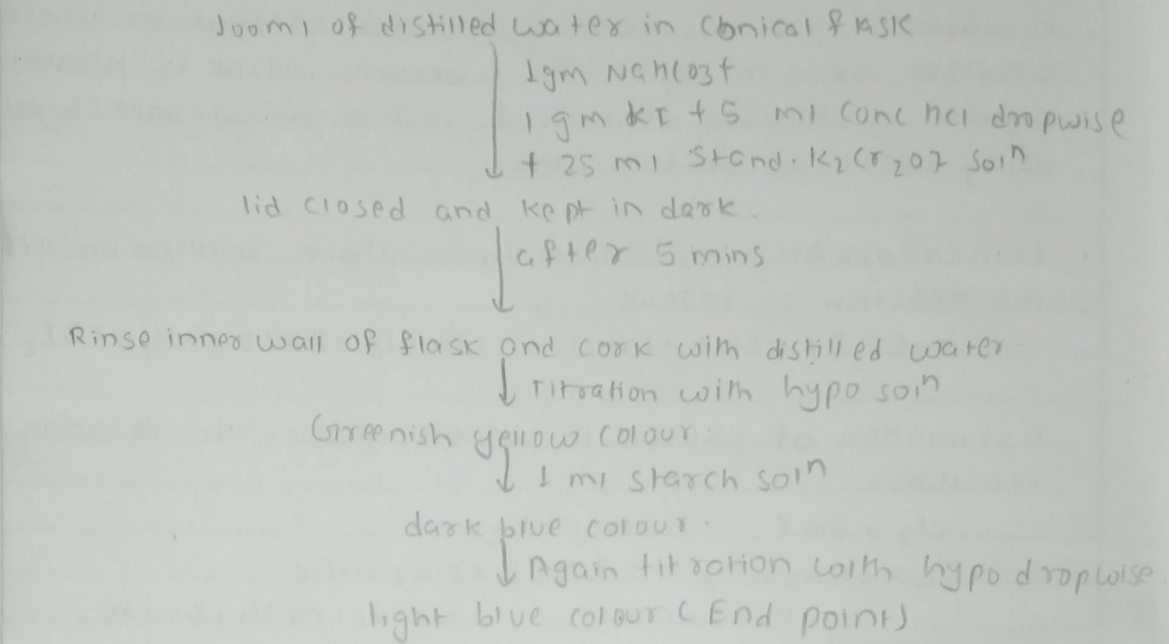 100ml of distilled water in Conical flask
1gm NaHCO3 +
1 gm KI + 5 ml Conc HCl dropwise
+ 25 ml Stand. K2Cr2O7 soln
lid closed and kept in dark.
after 5 mins
Rinse inner wall of flask and cork with distilled water
Titration with hypo soln
Greenish yellow colour.
1 ml starch soln
dark blue colour.
Again titration with hypo dropwise
light blue colour (End point)